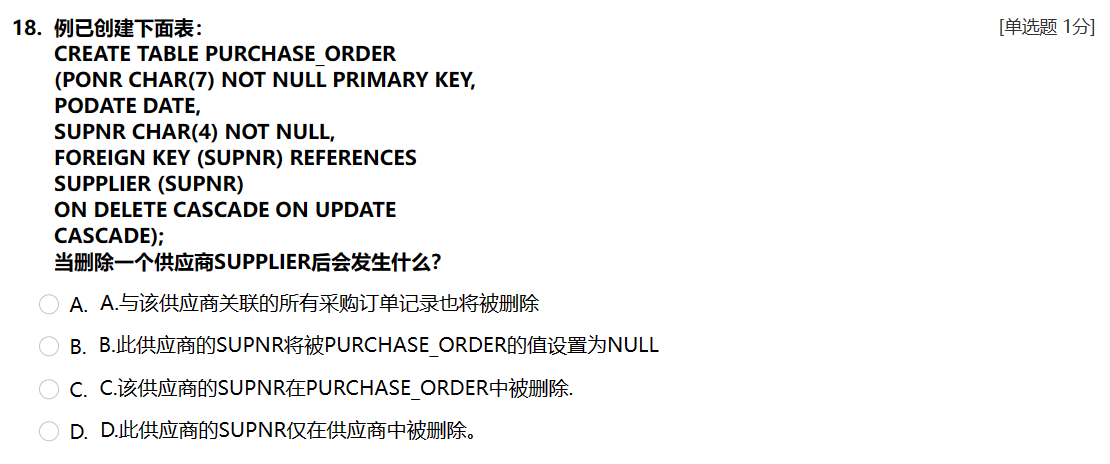 18. 例已创建下面表： [单选题 1分]
CREATE TABLE PURCHASE_ORDER
(PONR CHAR(7) NOT NULL PRIMARY KEY,
PODATE DATE,
SUPNR CHAR(4) NOT NULL,
FOREIGN KEY (SUPNR) REFERENCES
SUPPLIER (SUPNR)
ON DELETE CASCADE ON UPDATE
CASCADE);
当删除一个供应商SUPPLIER后会发生什么？
A. A.与该供应商关联的所有采购订单记录也将被删除
B. B.此供应商的SUPNR将被PURCHASE_ORDER的值设置为NULL
C. C.该供应商的SUPNR在PURCHASE_ORDER中被删除.
D. D.此供应商的SUPNR仅在供应商中被删除。